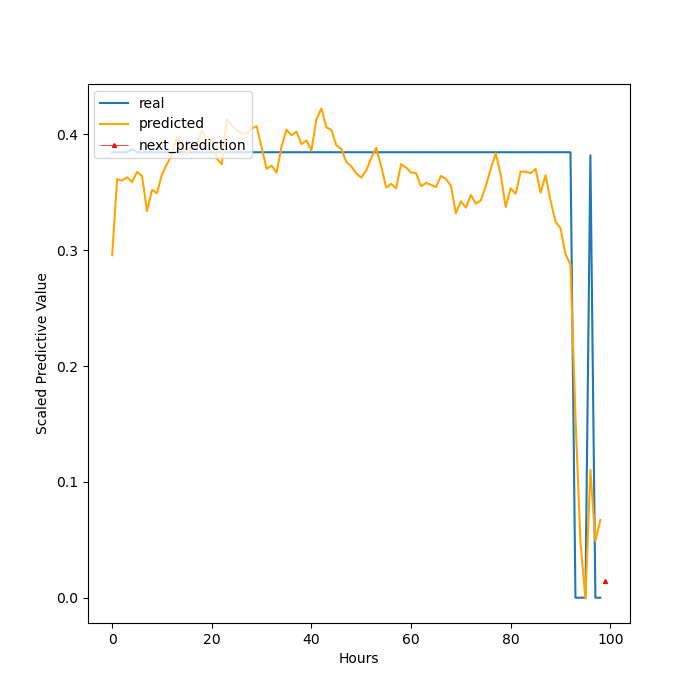 real
predicted
next_prediction
0.4
0.3
0.2
0.1
0.0
Scaled Predictive Value
0 20 40 60 80 100
Hours